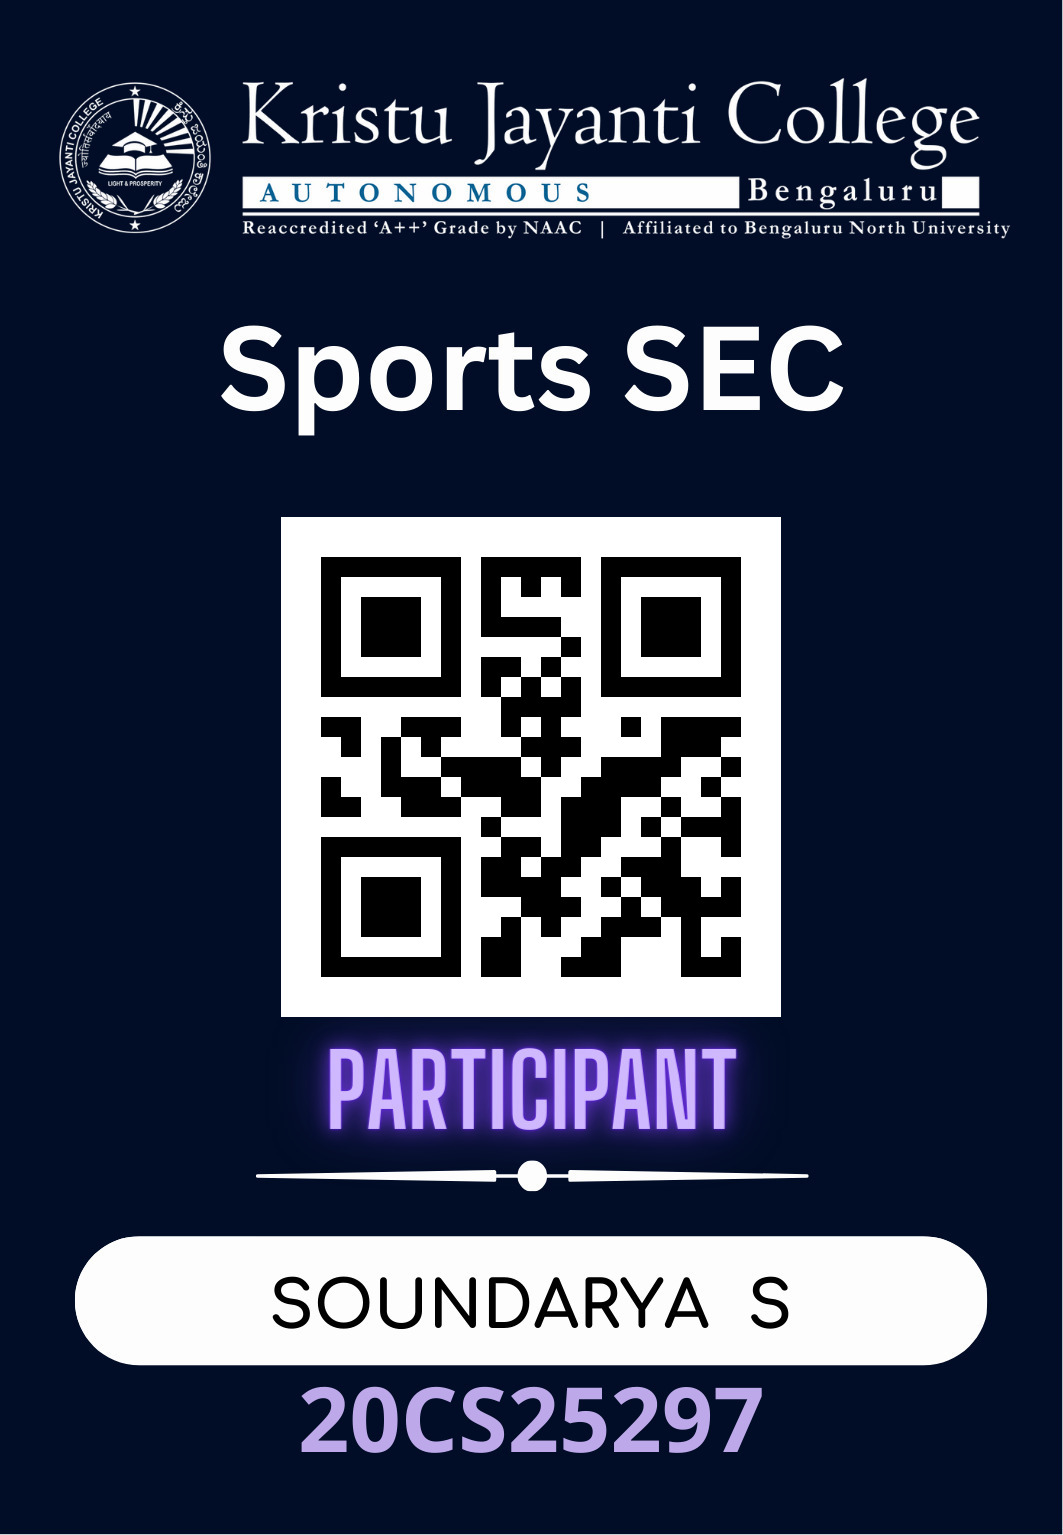 Kristu Jayanti College
AUTONOMOUS Bengaluru
Reaccredited ‘A++’ Grade by NAAC | Affiliated to Bengaluru North University
KRISTU JAYANTI COLLEGE
LIGHT & PROSPERITY
Sports SEC
PARTICIPANT
SOUNDARYA S
20CS25297